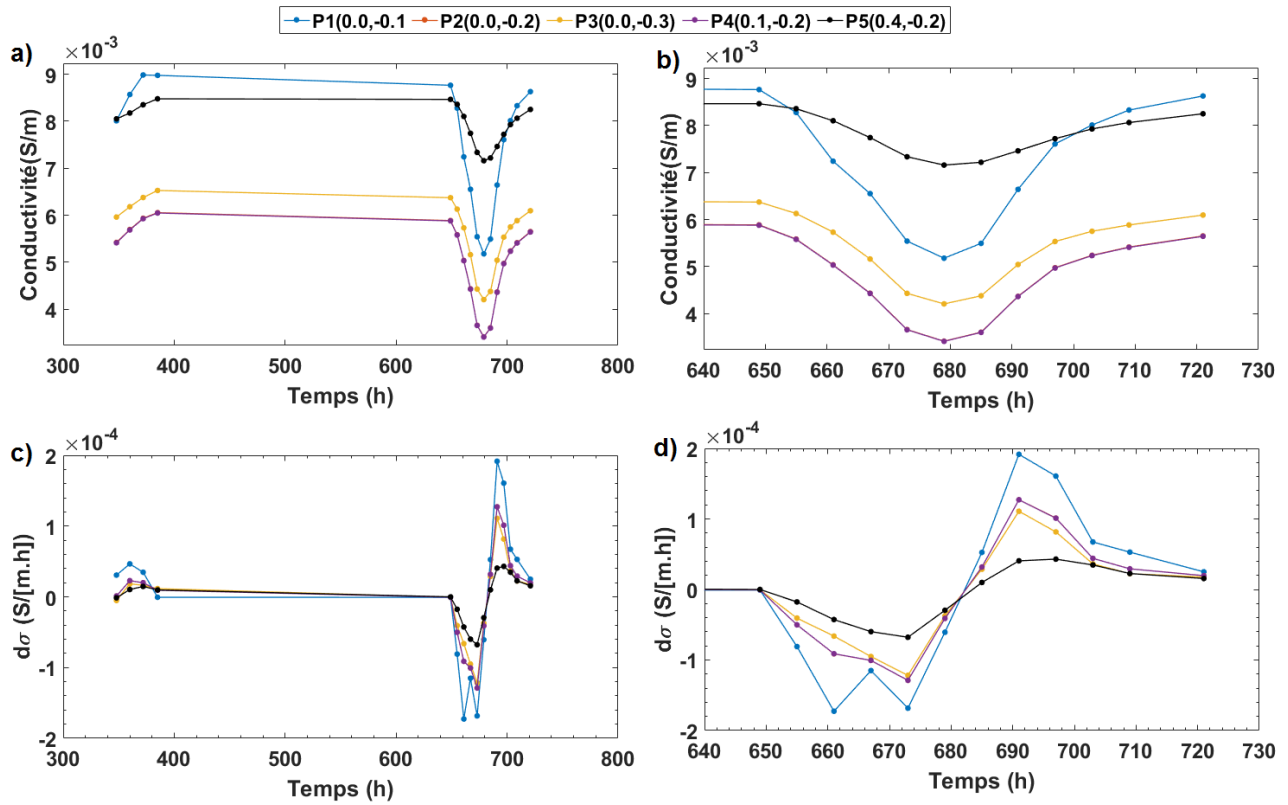 P1(0.0,-0.1 P2(0.0,-0.2) P3(0.0,-0.3) P4(0.1,-0.2) P5(0.4,-0.2)
a)
×10⁻³
9
8
7
6
5
4
Conductivité(S/m)
300 400 500 600 700 800
Temps (h)
b)
×10⁻³
9
8
7
6
5
4
Conductivité(S/m)
640 650 660 670 680 690 700 710 720 730
Temps (h)
c)
×10⁻⁴
2
1
0
-1
-2
dσ (S/[m.h])
300 400 500 600 700 800
Temps (h)
d)
×10⁻⁴
2
1
0
-1
-2
dσ (S/[m.h])
640 650 660 670 680 690 700 710 720 730
Temps (h)